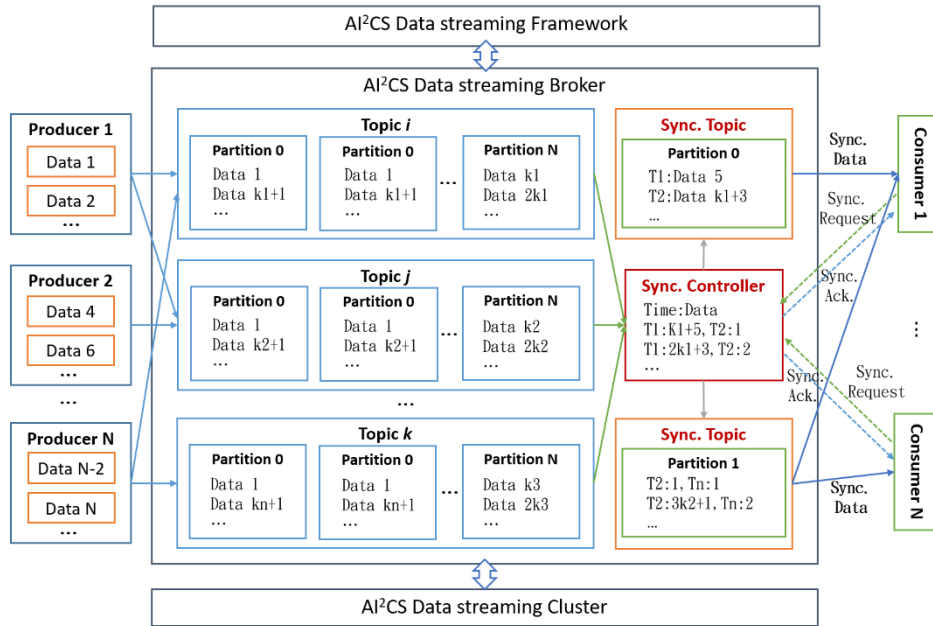 AI²CS Data streaming Framework
AI²CS Data streaming Broker
Producer 1
Data 1
Data 2
...
Producer 2
Data 4
Data 6
...
...
Producer N
Data N-2
Data N
...
Topic i
Partition 0
Data 1
Data k1+1
...
Partition 0
Data 1
Data k1+1
...
...
Partition N
Data k1
Data 2k1
...
Topic j
Partition 0
Data 1
Data k2+1
...
Partition 0
Data 1
Data k2+1
...
...
Partition N
Data k2
Data 2k2
...
...
Topic k
Partition 0
Data 1
Data kn+1
...
Partition 0
Data 1
Data kn+1
...
...
Partition N
Data k3
Data 2k3
...
Sync. Topic
Partition 0
T1:Data 5
T2:Data k1+3
...
Sync. Controller
Time:Data
T1:K1+5, T2:1
T1:2k1+3, T2:2
...
Sync. Topic
Partition 1
T2:1, Tn:1
T2:3k2+1, Tn:2
...
Sync.
Data
Sync.
Request
Sync.
Ack.
Consumer 1
...
Sync.
Ack.
Sync.
Request
Sync.
Data
Consumer N
AI²CS Data streaming Cluster